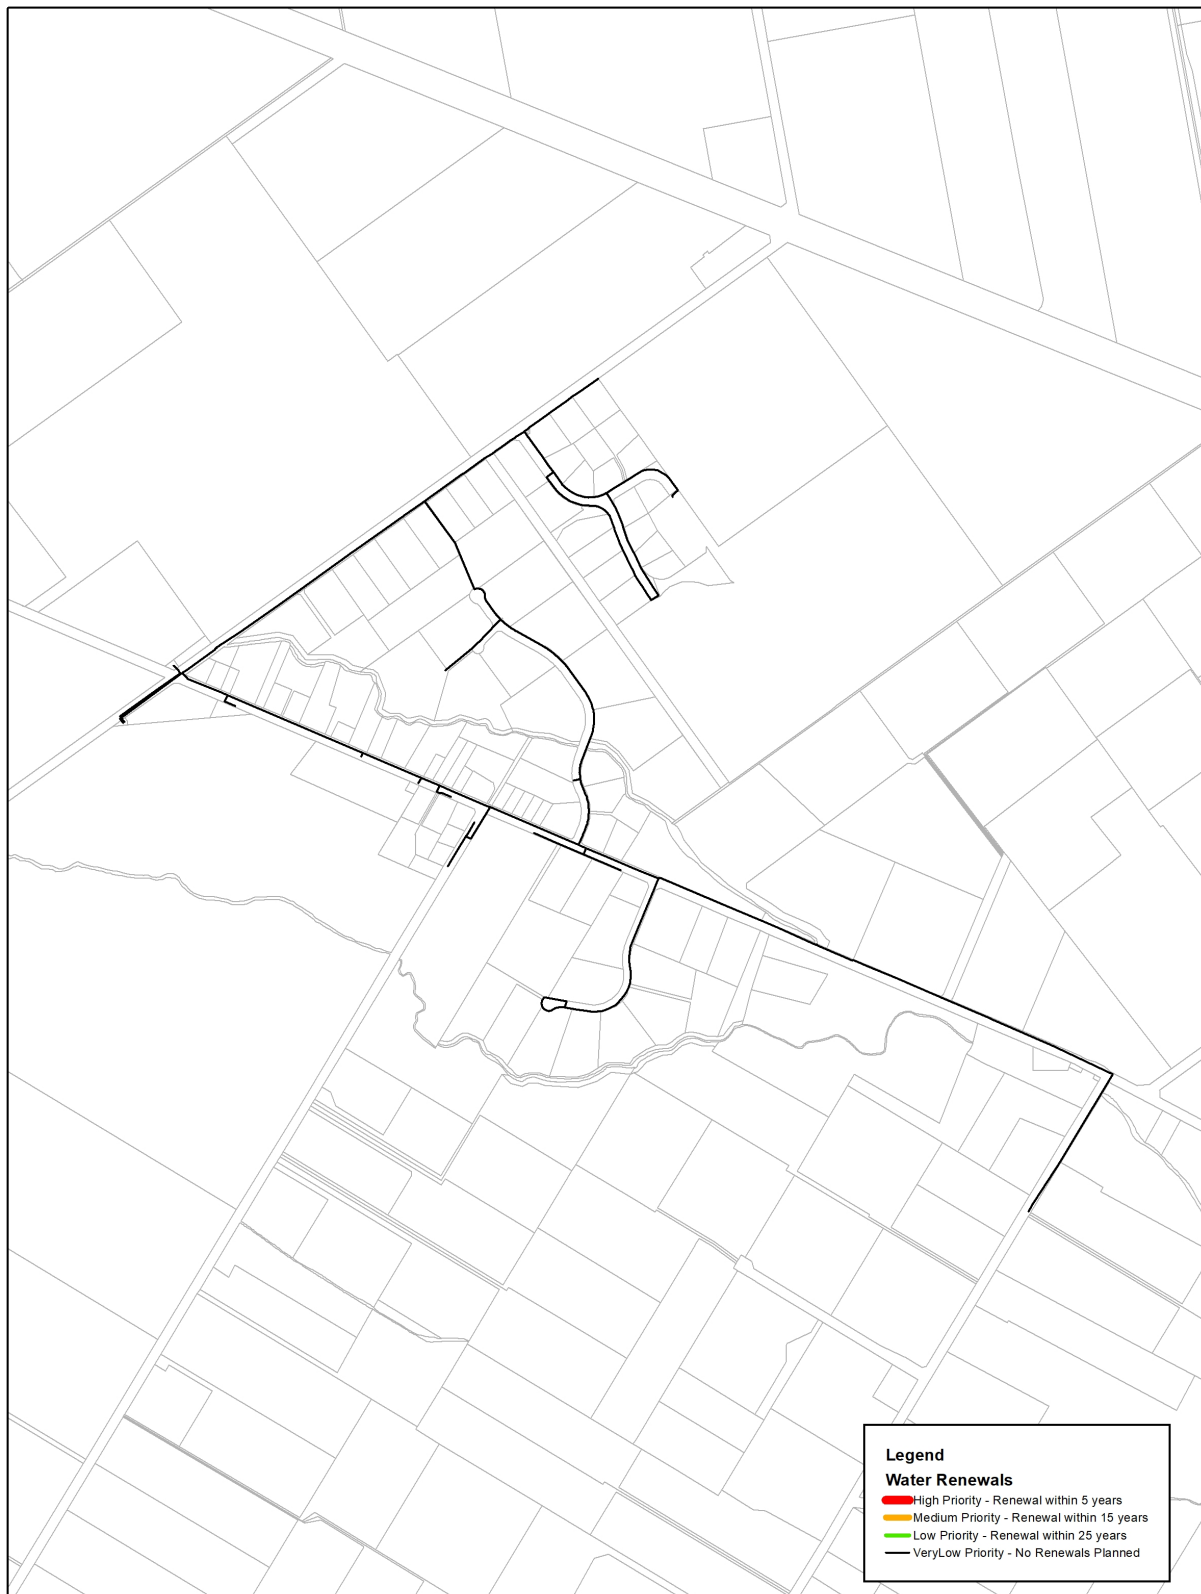 Legend
Water Renewals
High Priority - Renewal within 5 years
Medium Priority - Renewal within 15 years
Low Priority - Renewal within 25 years
VeryLow Priority - No Renewals Planned